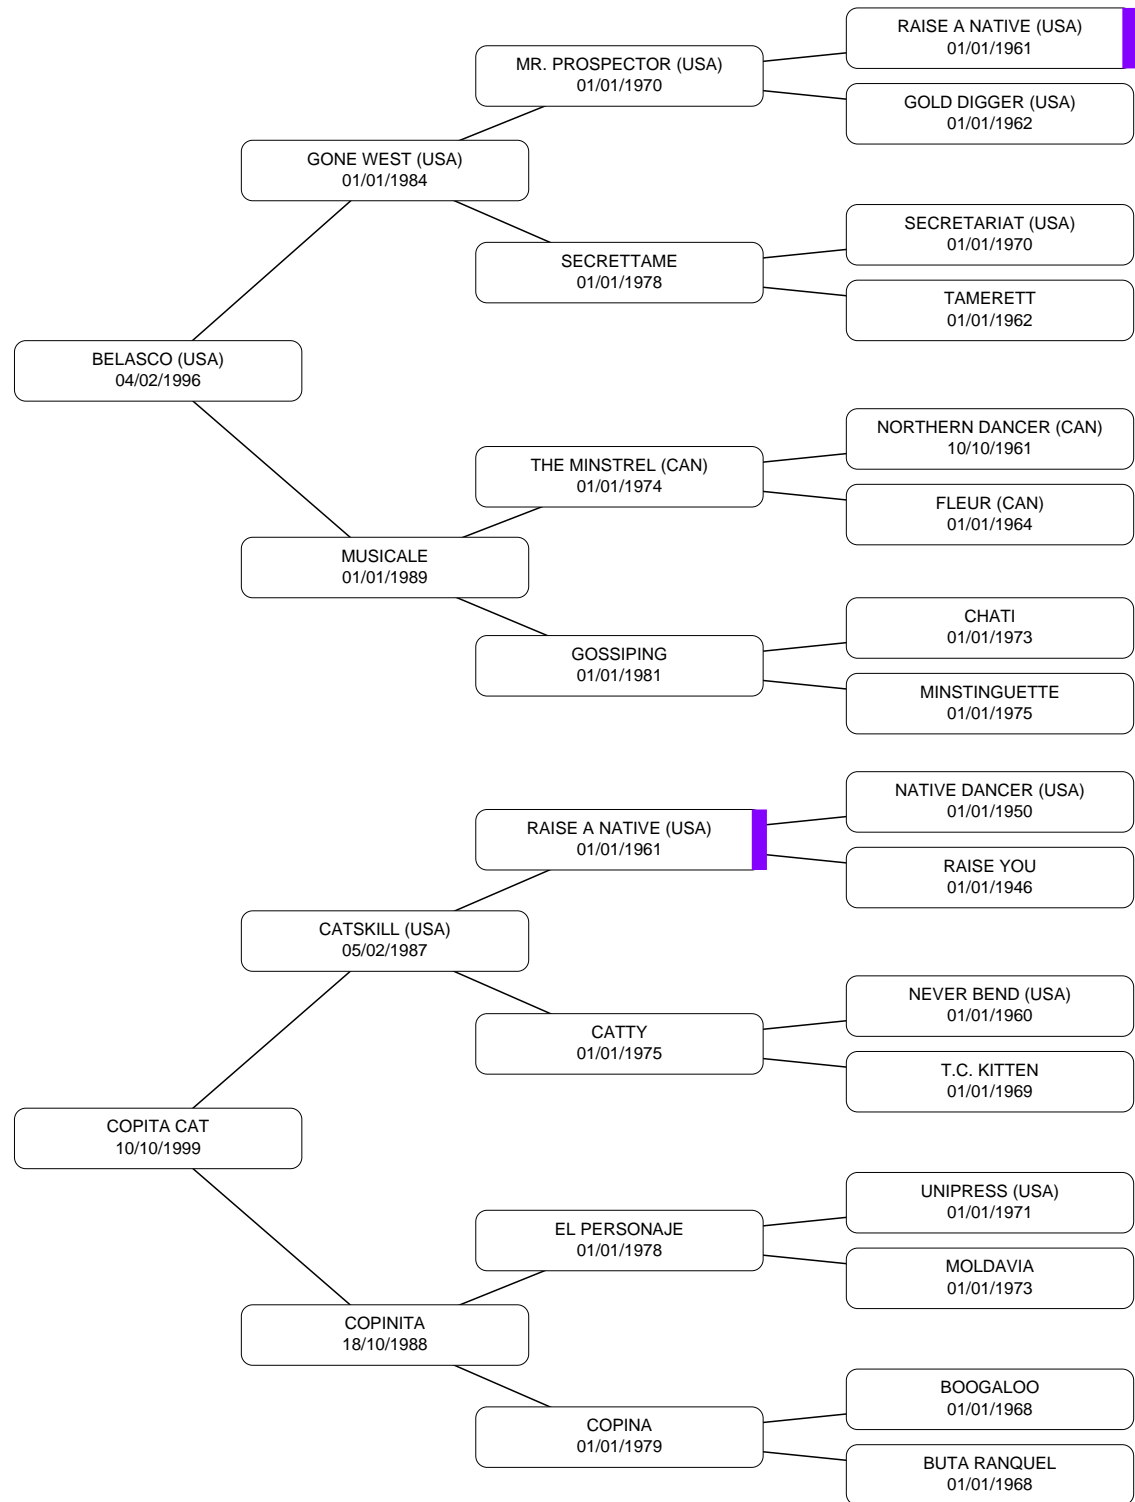 RAISE A NATIVE (USA)
01/01/1961
MR. PROSPECTOR (USA)
01/01/1970
GOLD DIGGER (USA)
01/01/1962
GONE WEST (USA)
01/01/1984
SECRETARIAT (USA)
01/01/1970
SECRETTAME
01/01/1978
TAMERETT
01/01/1962
BELASCO (USA)
04/02/1996
NORTHERN DANCER (CAN)
10/10/1961
THE MINSTREL (CAN)
01/01/1974
FLEUR (CAN)
01/01/1964
MUSICALE
01/01/1989
CHATI
01/01/1973
GOSSIPING
01/01/1981
MINSTINGUETTE
01/01/1975
NATIVE DANCER (USA)
01/01/1950
RAISE A NATIVE (USA)
01/01/1961
RAISE YOU
01/01/1946
CATSKILL (USA)
05/02/1987
NEVER BEND (USA)
01/01/1960
CATTY
01/01/1975
T.C. KITTEN
01/01/1969
COPITA CAT
10/10/1999
UNIPRESS (USA)
01/01/1971
EL PERSONAJE
01/01/1978
MOLDAVIA
01/01/1973
COPINITA
18/10/1988
BOOGALOO
01/01/1968
COPINA
01/01/1979
BUTA RANQUEL
01/01/1968